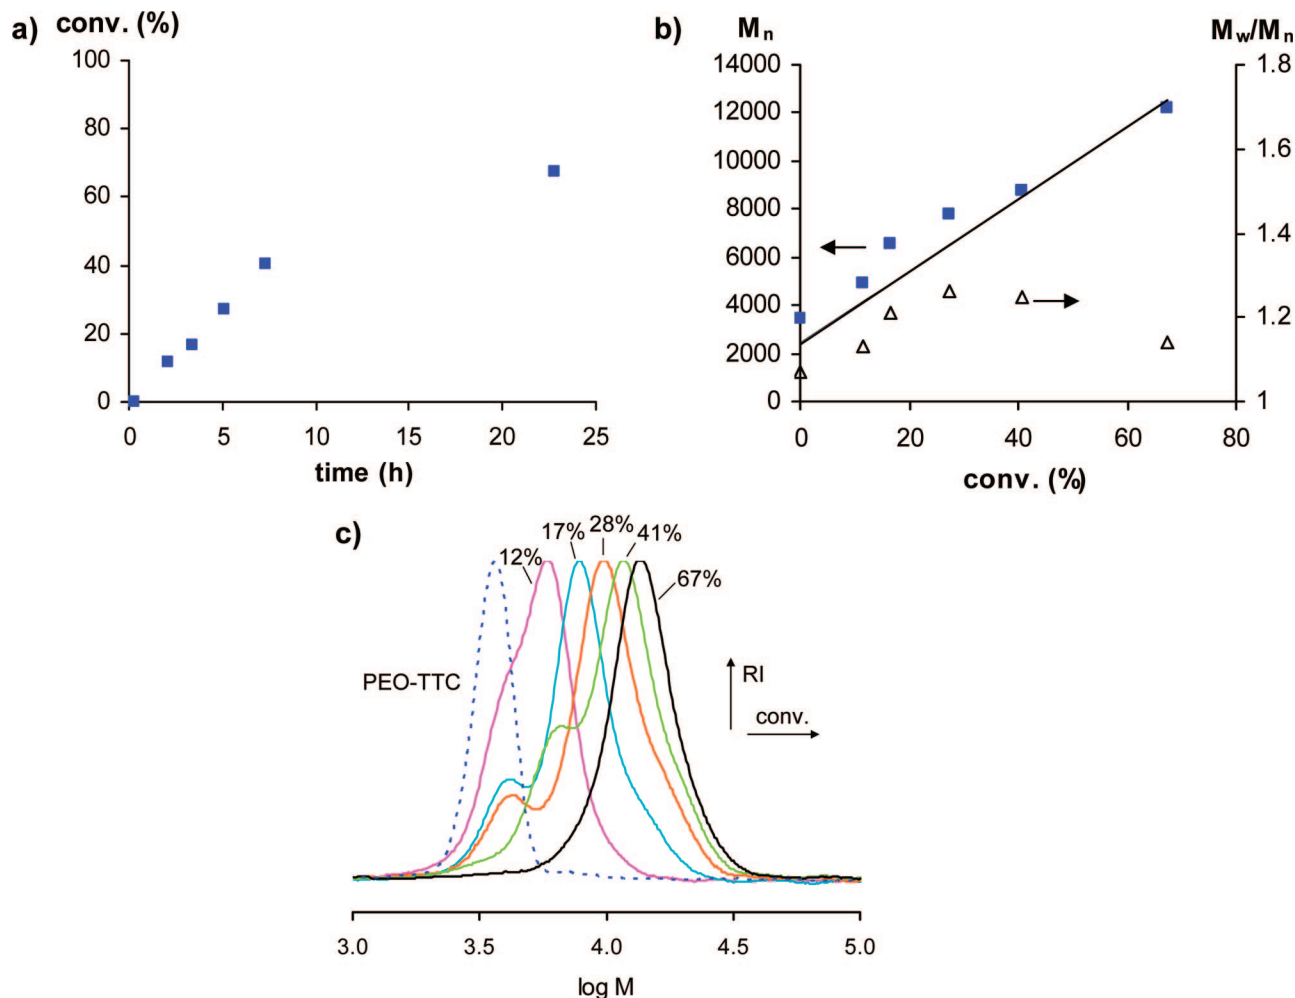 a) conv. (%)
100
80
60
40
20
0
0 5 10 15 20 25
time (h)
b) Mn Mw/Mn
14000 1.8
12000
10000 1.6
8000
6000 1.4
4000 1.2
2000
0 1
0 20 40 60 80
conv. (%)
c) 12% 17% 28% 41% 67%
PEO-TTC
RI
conv.
3.0 3.5 4.0 4.5 5.0
log M